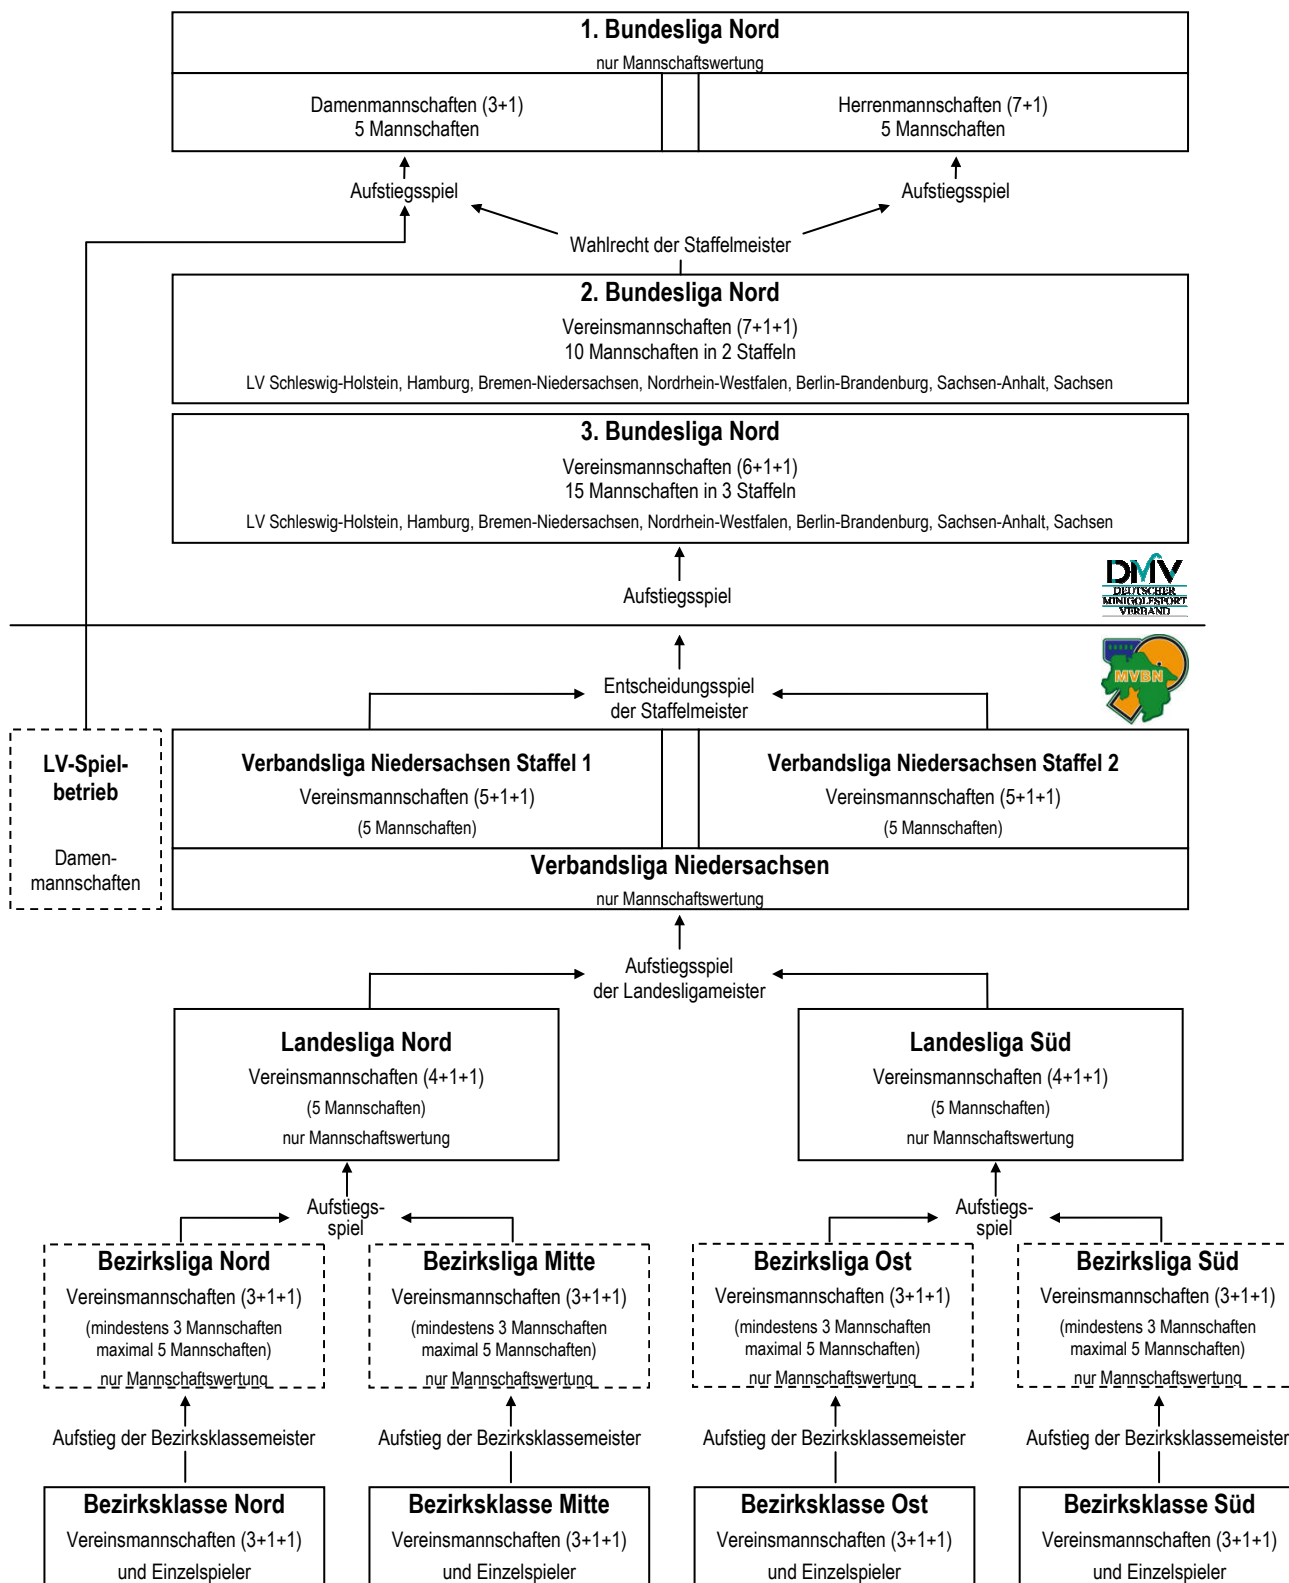 1. Bundesliga Nord
nur Mannschaftswertung
Damenmannschaften (3+1)
5 Mannschaften
Herrenmannschaften (7+1)
5 Mannschaften
Aufstiegsspiel
Aufstiegsspiel
Wahlrecht der Staffelmeister
2. Bundesliga Nord
Vereinsmannschaften (7+1+1)
10 Mannschaften in 2 Staffeln
LV Schleswig-Holstein, Hamburg, Bremen-Niedersachsen, Nordrhein-Westfalen, Berlin-Brandenburg, Sachsen-Anhalt, Sachsen
3. Bundesliga Nord
Vereinsmannschaften (6+1+1)
15 Mannschaften in 3 Staffeln
LV Schleswig-Holstein, Hamburg, Bremen-Niedersachsen, Nordrhein-Westfalen, Berlin-Brandenburg, Sachsen-Anhalt, Sachsen
Aufstiegsspiel
DMV
DEUTSCHER
MINIGOLFSPORT
VERBAND
MVBN
Entscheidungsspiel
der Staffelmeister
LV-Spiel-
betrieb
Damen-
mannschaften
Verbandsliga Niedersachsen Staffel 1
Vereinsmannschaften (5+1+1)
(5 Mannschaften)
Verbandsliga Niedersachsen Staffel 2
Vereinsmannschaften (5+1+1)
(5 Mannschaften)
Verbandsliga Niedersachsen
nur Mannschaftswertung
Aufstiegsspiel
der Landesligameister
Landesliga Nord
Vereinsmannschaften (4+1+1)
(5 Mannschaften)
nur Mannschaftswertung
Landesliga Süd
Vereinsmannschaften (4+1+1)
(5 Mannschaften)
nur Mannschaftswertung
Aufstiegs-
spiel
Aufstiegs-
spiel
Bezirksliga Nord
Vereinsmannschaften (3+1+1)
(mindestens 3 Mannschaften
maximal 5 Mannschaften)
nur Mannschaftswertung
Bezirksliga Mitte
Vereinsmannschaften (3+1+1)
(mindestens 3 Mannschaften
maximal 5 Mannschaften)
nur Mannschaftswertung
Bezirksliga Ost
Vereinsmannschaften (3+1+1)
(mindestens 3 Mannschaften
maximal 5 Mannschaften)
nur Mannschaftswertung
Bezirksliga Süd
Vereinsmannschaften (3+1+1)
(mindestens 3 Mannschaften
maximal 5 Mannschaften)
nur Mannschaftswertung
Aufstieg der Bezirksklassemeister
Aufstieg der Bezirksklassemeister
Aufstieg der Bezirksklassemeister
Aufstieg der Bezirksklassemeister
Bezirksklasse Nord
Vereinsmannschaften (3+1+1)
und Einzelspieler
Bezirksklasse Mitte
Vereinsmannschaften (3+1+1)
und Einzelspieler
Bezirksklasse Ost
Vereinsmannschaften (3+1+1)
und Einzelspieler
Bezirksklasse Süd
Vereinsmannschaften (3+1+1)
und Einzelspieler